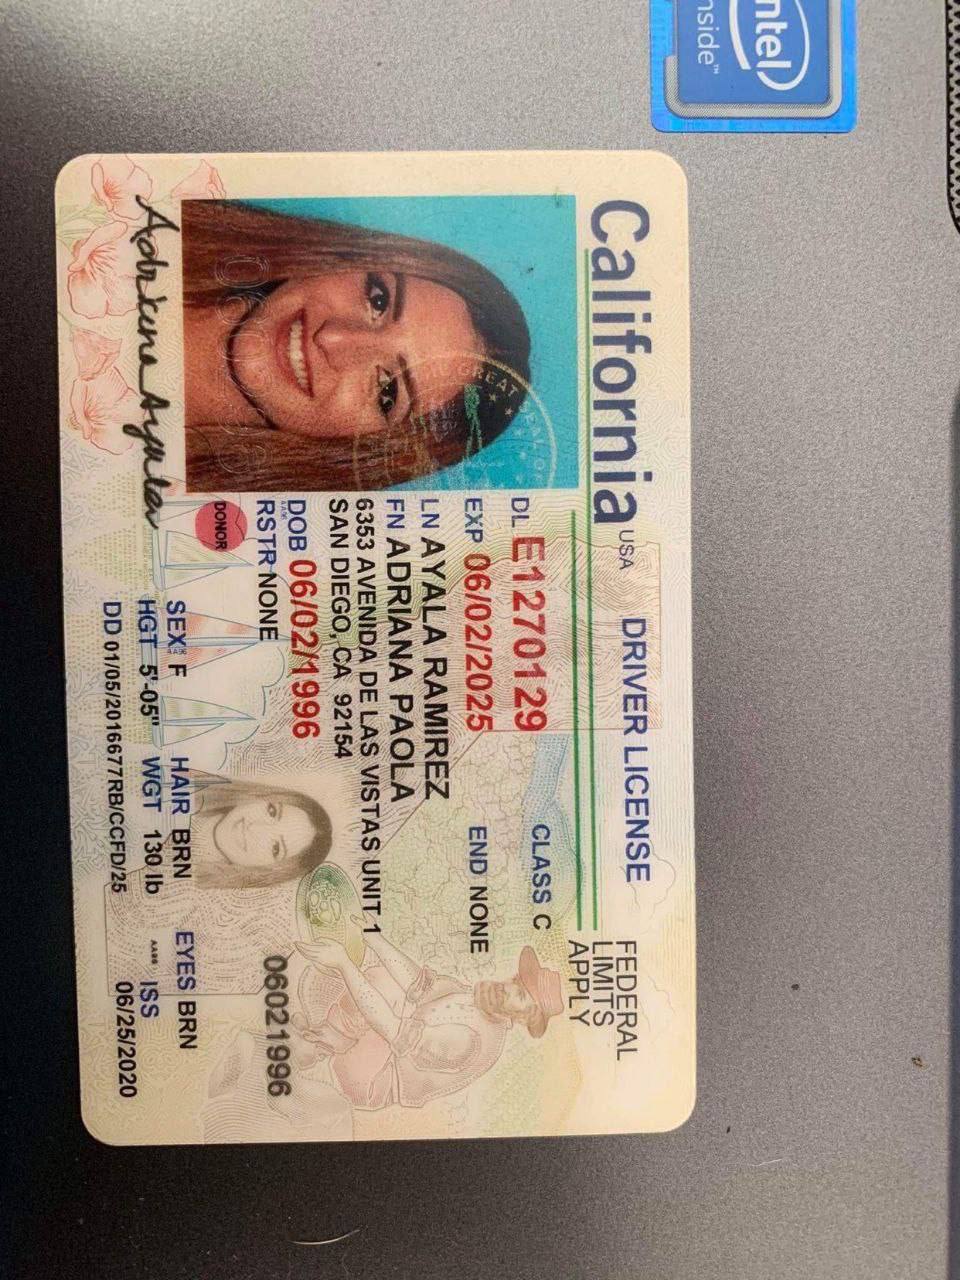 intel
inside™
California USA DRIVER LICENSE
FEDERAL
LIMITS
APPLY
DL E1270129
CLASS C
EXP 06/02/2025
END NONE
LN AYALA RAMIREZ
FN ADRIANA PAOLA
6353 AVENIDA DE LAS VISTAS UNIT 1
SAN DIEGO, CA 92154
DOB 06/02/1996
RSTR NONE
06021996
DONOR
SEX F
HAIR BRN
EYES BRN
HGT 5'-05"
WGT 130 lb
ISS
DD 01/05/2016677RB/CCFD/25
06/25/2020